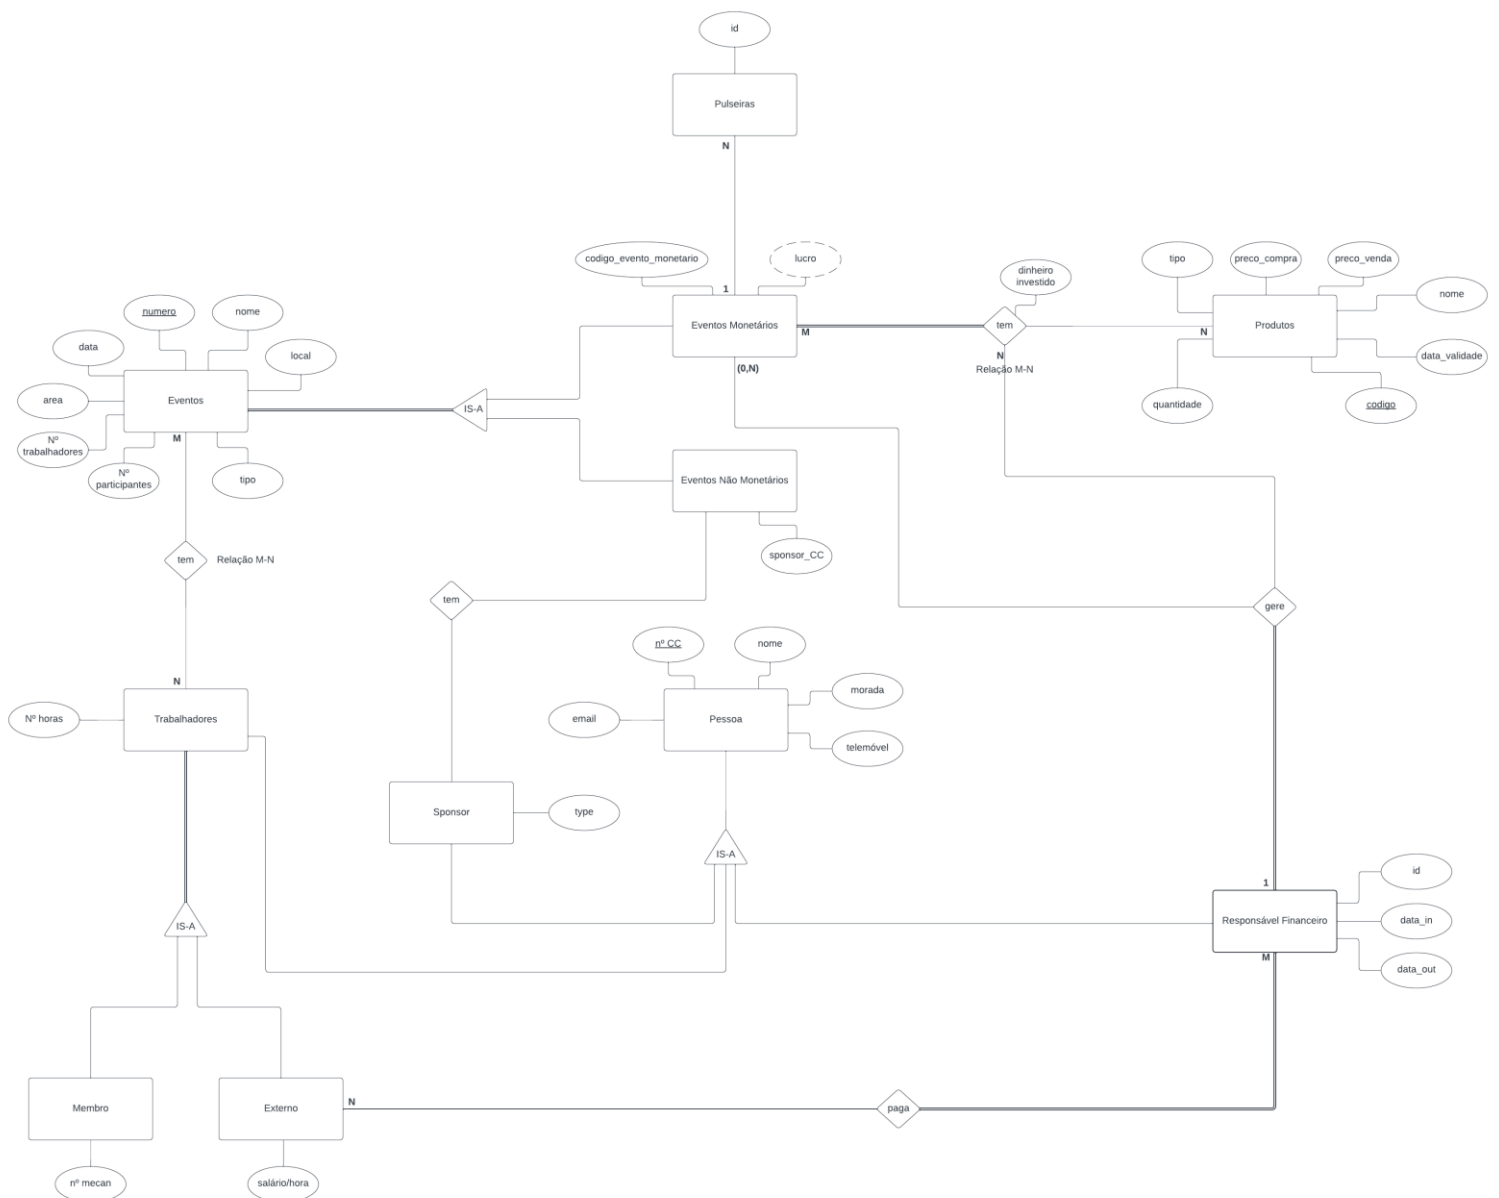 id
Pulseiras
N
codigo_evento_monetario
lucro
1
Eventos Monetários
M
(0,N)
dinheiro
investido
tem
N
Relação M-N
tipo
preco_compra
preco_venda
nome
Produtos
N
data_validade
quantidade
codigo
numero
nome
data
local
area
Eventos
Nº
trabalhadores
M
Nº
participantes
tipo
IS-A
Eventos Não Monetários
sponsor_CC
tem
Relação M-N
tem
gere
N
Nº horas
Trabalhadores
nº CC
nome
morada
email
Pessoa
telemóvel
Sponsor
type
IS-A
1
id
Responsável Financeiro
data_in
M
data_out
IS-A
Membro
Externo
N
paga
nº mecan
salário/hora